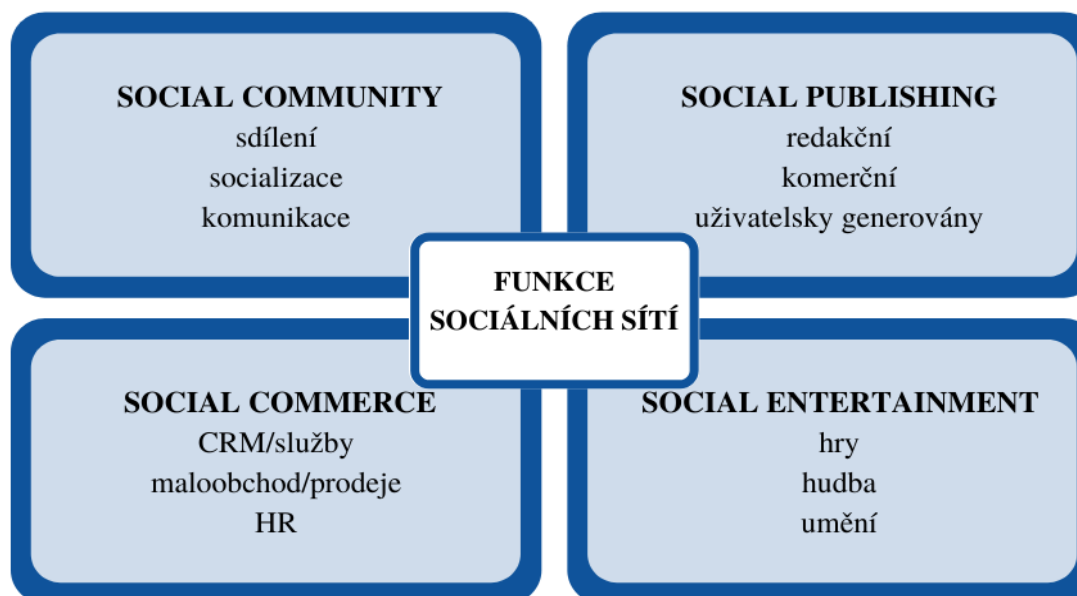 SOCIAL COMMUNITY
sdílení
socializace
komunikace
SOCIAL PUBLISHING
redakční
komerční
uživatelsky generovány
FUNKCE
SOCIÁLNÍCH SÍTÍ
SOCIAL COMMERCE
CRM/služby
maloobchod/prodeje
HR
SOCIAL ENTERTAINMENT
hry
hudba
umění